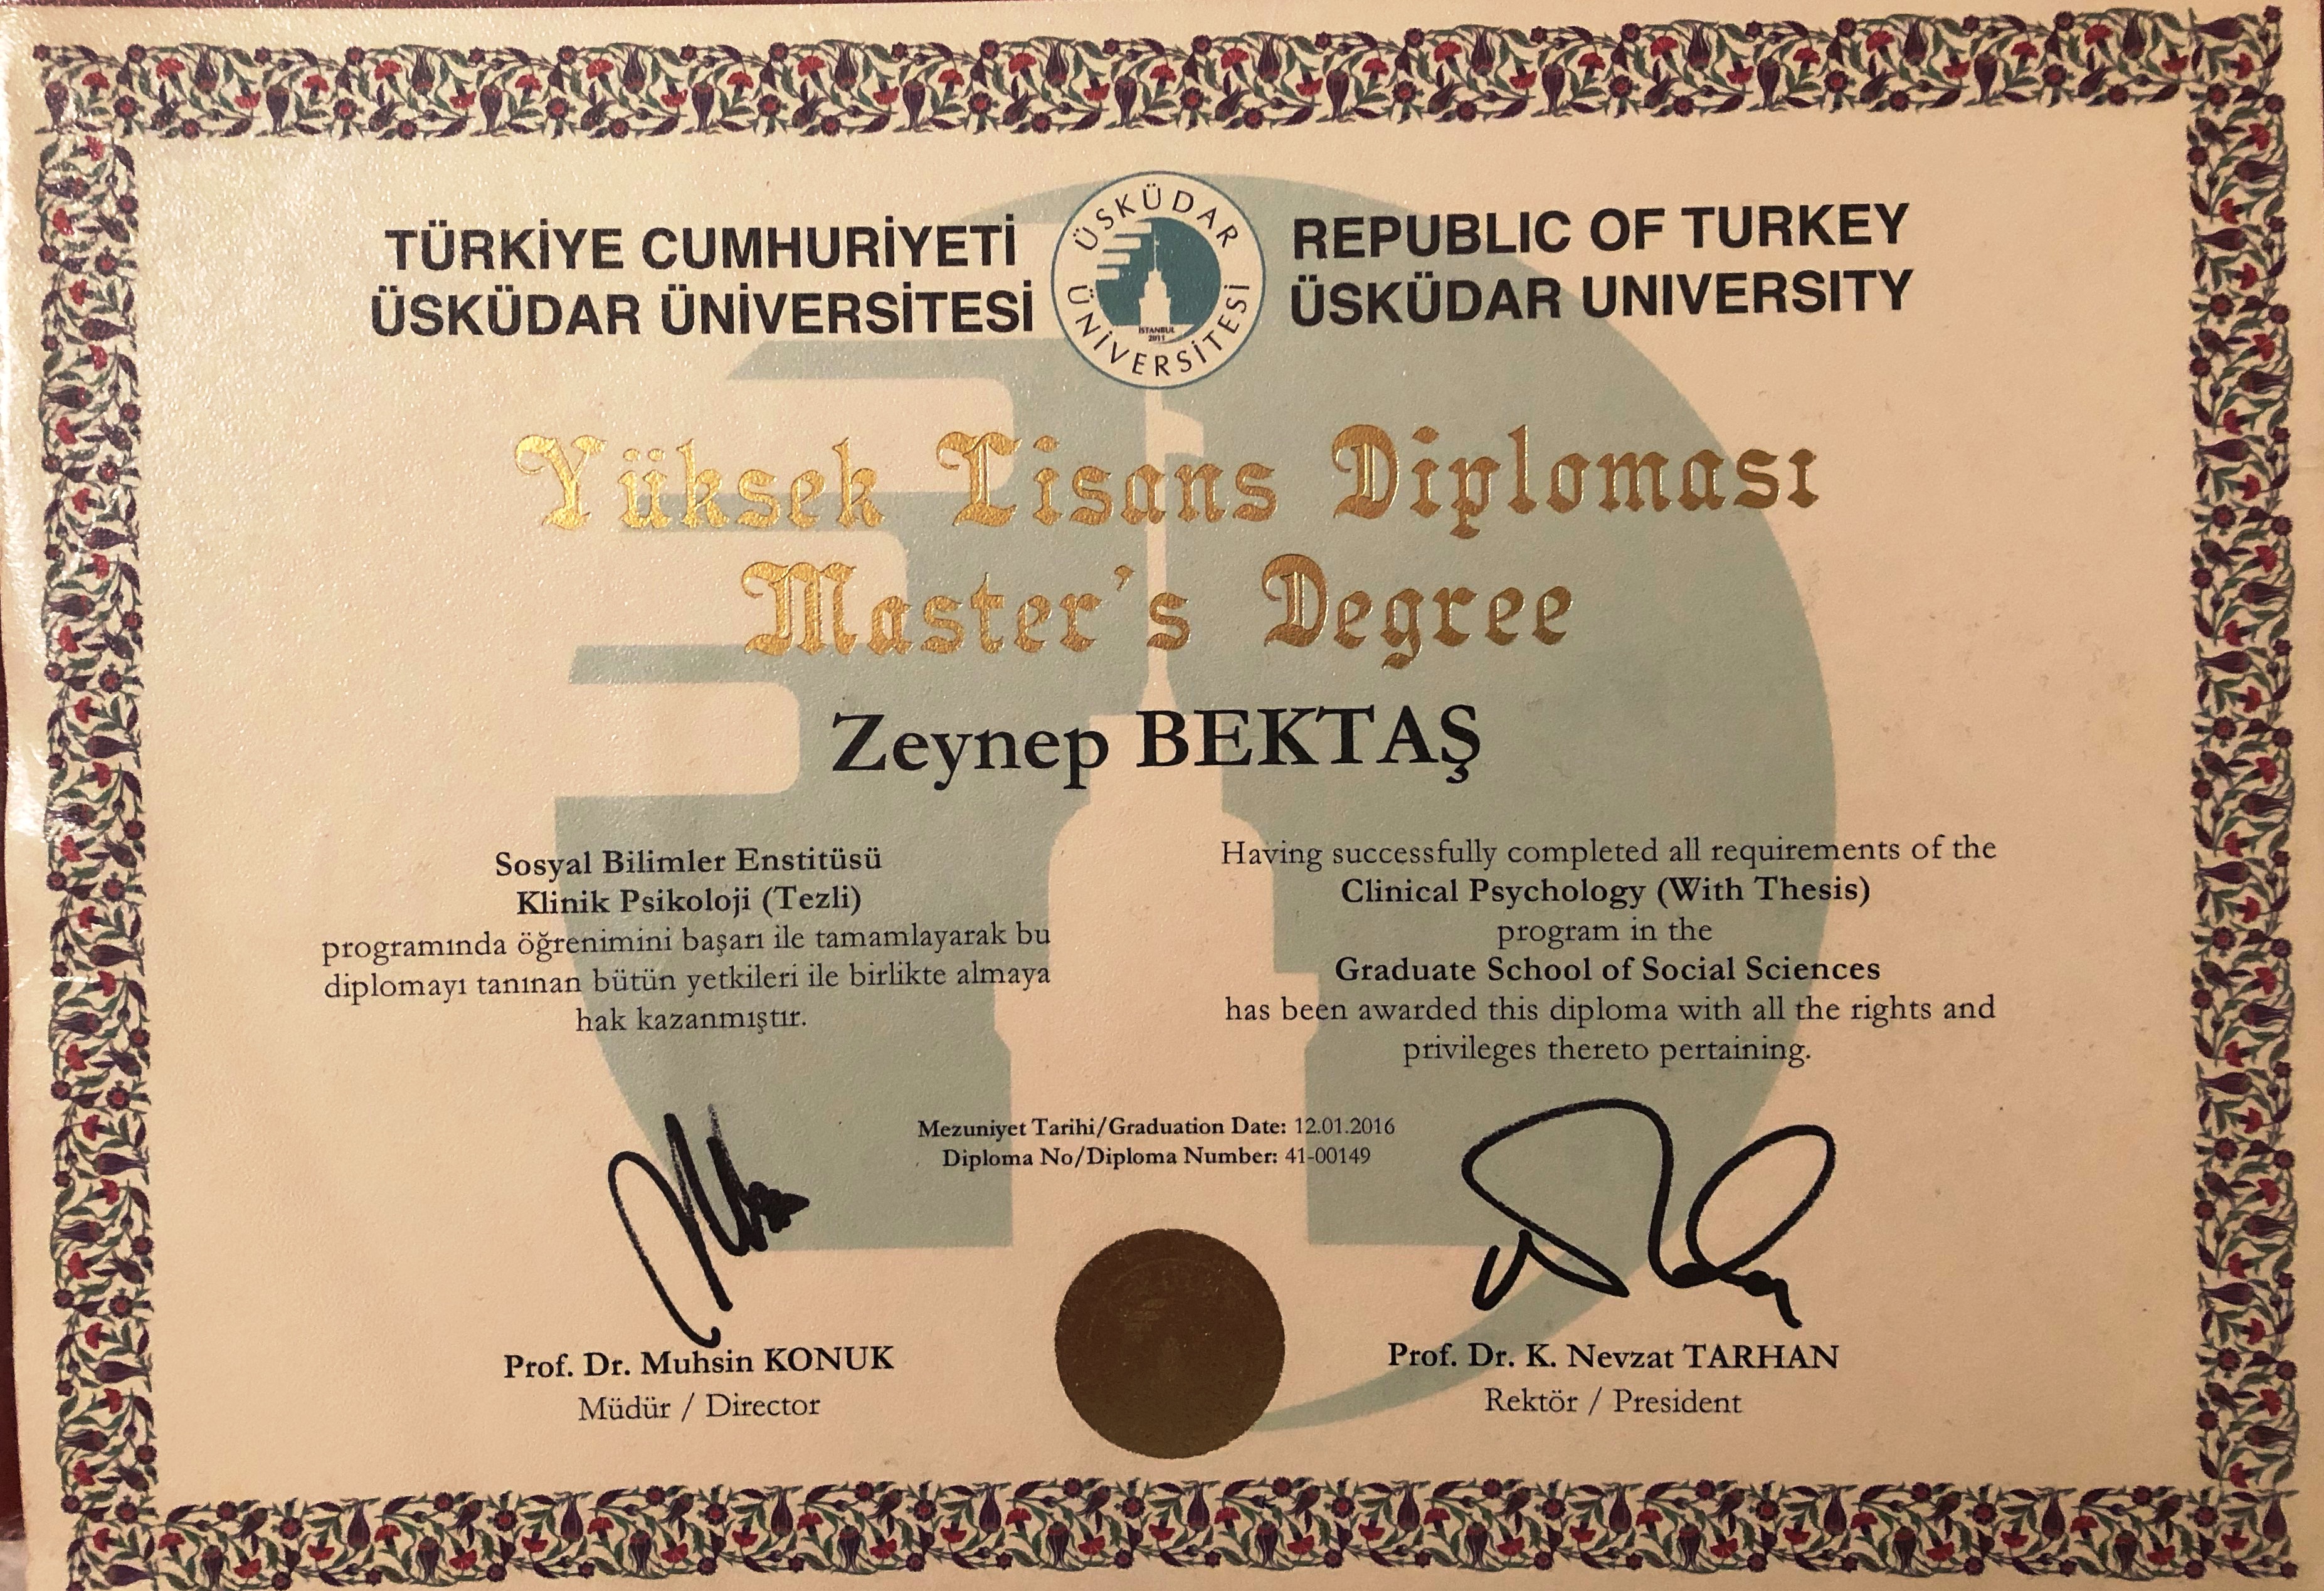 TÜRKİYE CUMHURİYETİ
ÜSKÜDAR ÜNİVERSİTESİ
ÜSKÜDAR
ÜNİVERSİTESİ
İSTANBUL
2011
REPUBLIC OF TURKEY
ÜSKÜDAR UNIVERSITY
Yüksek Lisans Diploması
Master's Degree
Zeynep BEKTAŞ
Sosyal Bilimler Enstitüsü
Klinik Psikoloji (Tezli)
programında öğrenimini başarı ile tamamlayarak bu
diplomayı tanınan bütün yetkileri ile birlikte almaya
hak kazanmıştır.
Having successfully completed all requirements of the
Clinical Psychology (With Thesis)
program in the
Graduate School of Social Sciences
has been awarded this diploma with all the rights and
privileges thereto pertaining.
Mezuniyet Tarihi/Graduation Date: 12.01.2016
Diploma No/Diploma Number: 41-00149
Prof. Dr. Muhsin KONUK
Müdür / Director
Prof. Dr. K. Nevzat TARHAN
Rektör / President